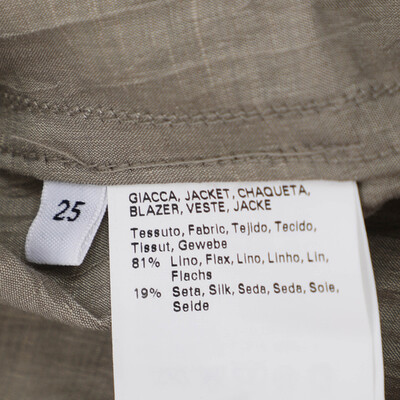 25
GIACCA, JACKET, CHAQUETA,
BLAZER, VESTE, JACKE
Tessuto, Fabric, Tejido, Tecido,
Tissut, Gewebe
81% Lino, Flax, Lino, Linho, Lin,
Flachs
19% Seta, Silk, Seda, Seda, Soie,
Seide